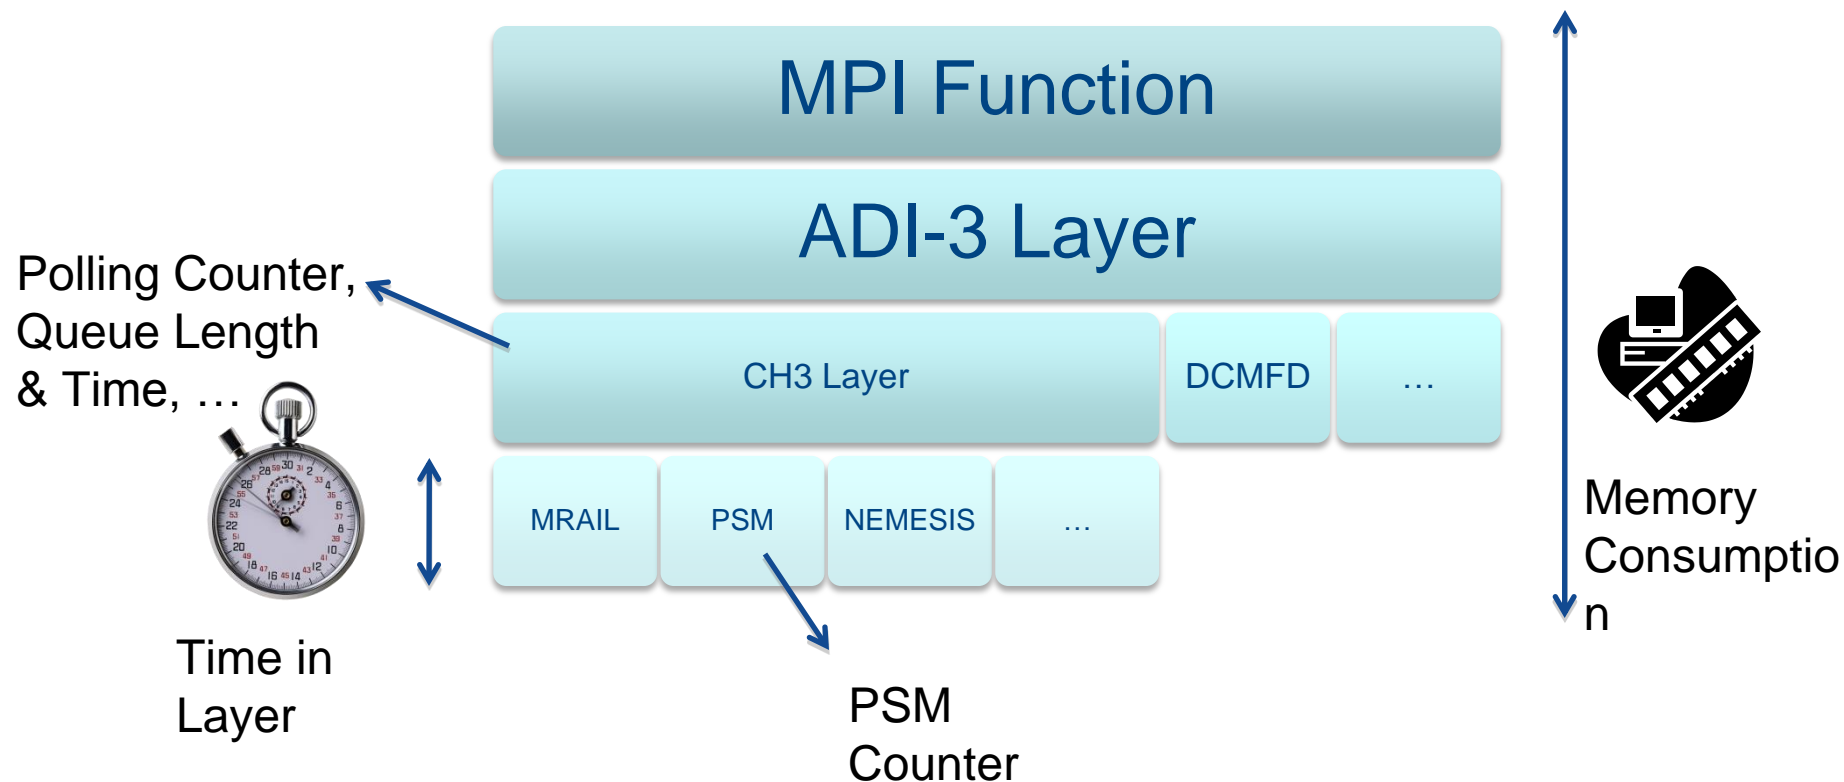 MPI Function
ADI-3 Layer
Polling Counter,
Queue Length
& Time, …
CH3 Layer
DCMFD
…
MRAIL
PSM
NEMESIS
…
Time in
Layer
PSM
Counter
Memory
Consumptio
n